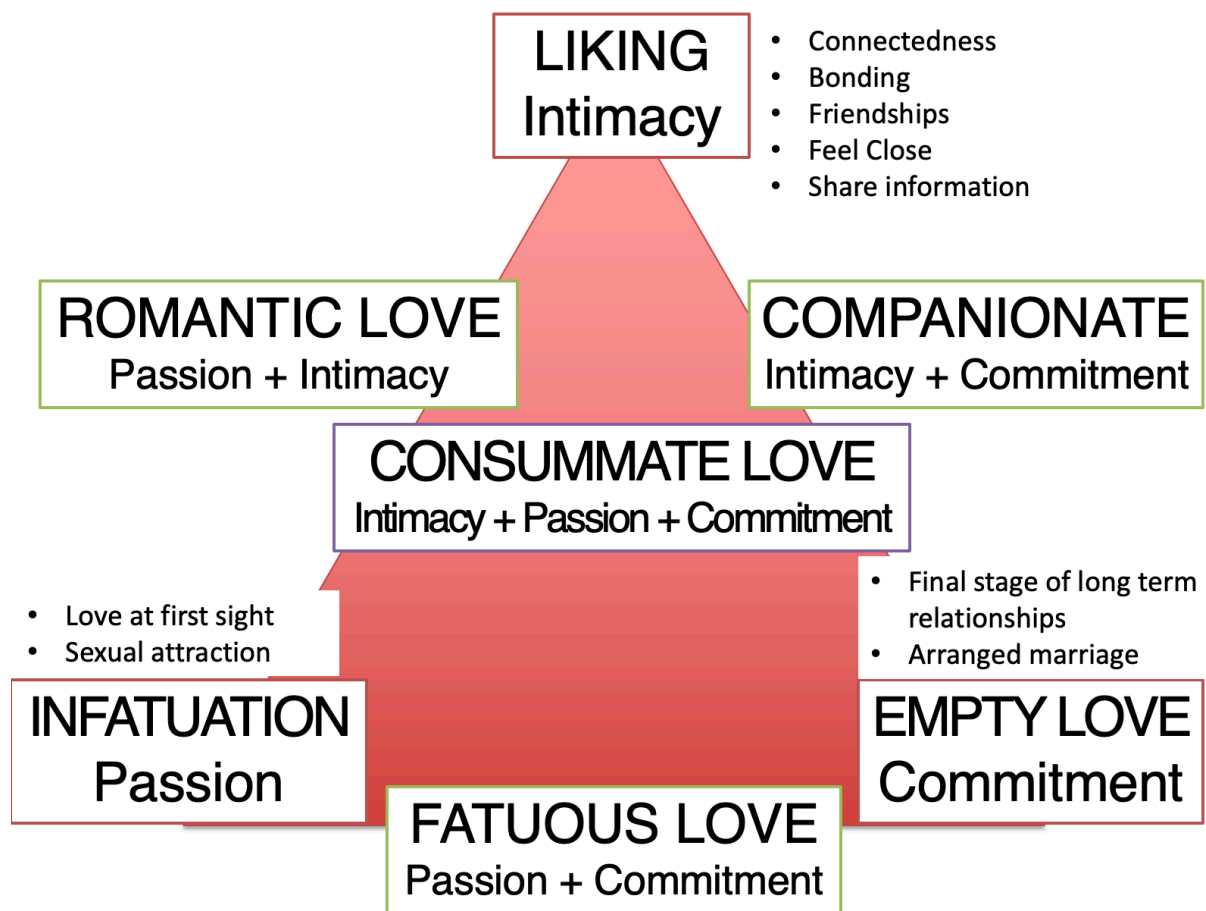 LIKING
Intimacy
• Connectedness
• Bonding
• Friendships
• Feel Close
• Share information
ROMANTIC LOVE
Passion + Intimacy
COMPANIONATE
Intimacy + Commitment
CONSUMMATE LOVE
Intimacy + Passion + Commitment
• Love at first sight
• Sexual attraction
INFATUATION
Passion
• Final stage of long term
relationships
• Arranged marriage
EMPTY LOVE
Commitment
FATUOUS LOVE
Passion + Commitment